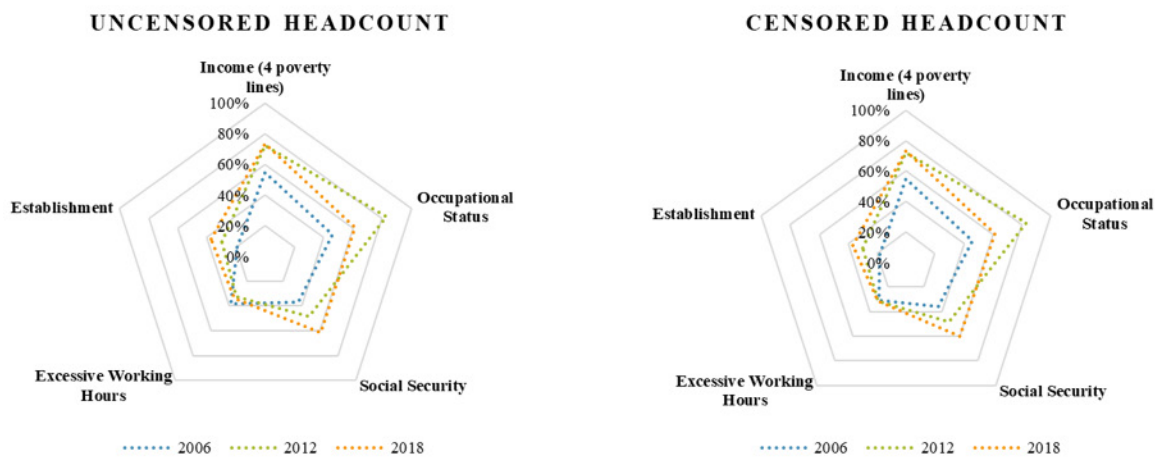 UNCENSORED HEADCOUNT
Income (4 poverty
lines)
100%
80%
60%
40%
20%
0%
Occupational
Status
Establishment
Excessive Working
Hours
Social Security
2006
2012
2018
CENSORED HEADCOUNT
Income (4 poverty
lines)
100%
80%
60%
40%
20%
0%
Occupational
Status
Establishment
Excessive Working
Hours
Social Security
2006
2012
2018